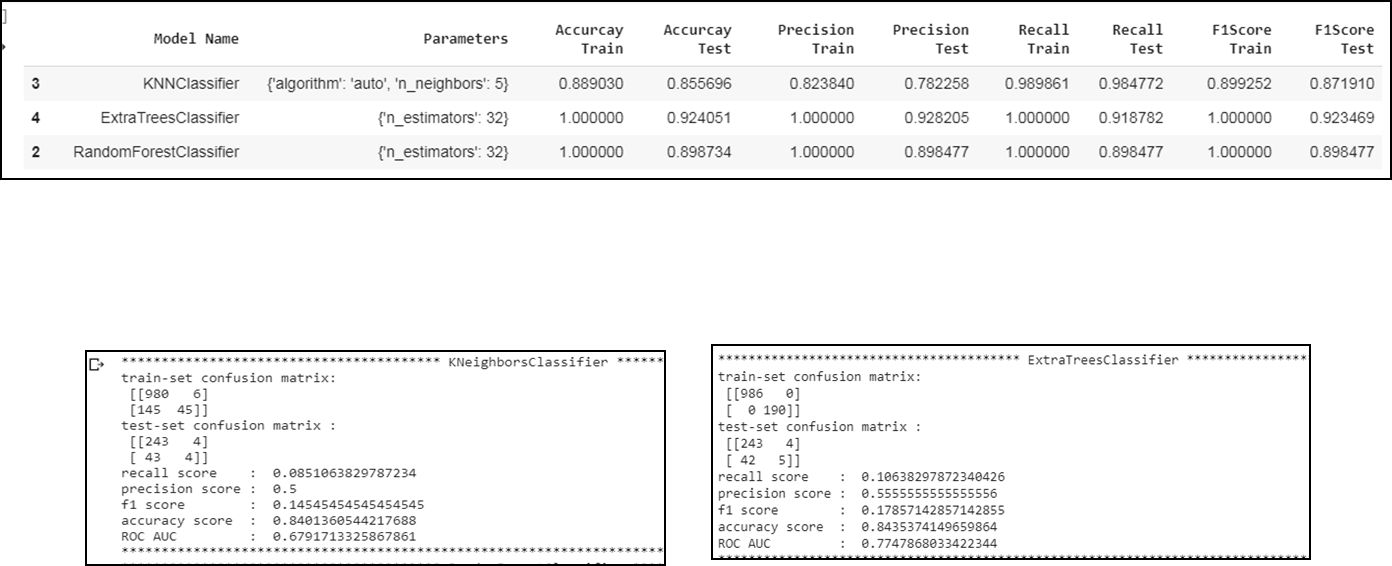 ]
Model Name Parameters Accurcay Train Accurcay Test Precision Train Precision Test Recall Train Recall Test F1Score Train F1Score Test
3 KNNClassifier {'algorithm': 'auto', 'n_neighbors': 5} 0.889030 0.855696 0.823840 0.782258 0.989861 0.984772 0.899252 0.871910
4 ExtraTreesClassifier {'n_estimators': 32} 1.000000 0.924051 1.000000 0.928205 1.000000 0.918782 1.000000 0.923469
2 RandomForestClassifier {'n_estimators': 32} 1.000000 0.898734 1.000000 0.898477 1.000000 0.898477 1.000000 0.898477
**************************************** KNeighborsClassifier ******
train-set confusion matrix:
[[980 6]
[145 45]]
test-set confusion matrix :
[[243 4]
[ 43 4]]
recall score : 0.0851063829787234
precision score : 0.5
f1 score : 0.14545454545454545
accuracy score : 0.8401360544217688
ROC AUC : 0.6791713325867861
********************************************************************
**************************************** ExtraTreesClassifier ****************
train-set confusion matrix:
[[986 0]
[ 0 190]]
test-set confusion matrix :
[[243 4]
[ 42 5]]
recall score : 0.10638297872340426
precision score : 0.5555555555555556
f1 score : 0.17857142857142855
accuracy score : 0.8435374149659864
ROC AUC : 0.7747868033422344